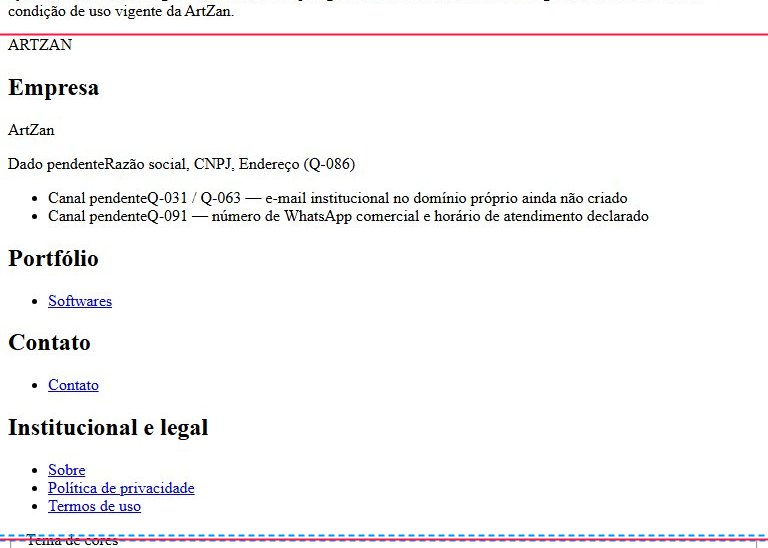 condição de uso vigente da ArtZan.
ARTZAN
Empresa
ArtZan
Dado pendenteRazão social, CNPJ, Endereço (Q-086)
Canal pendenteQ-031 / Q-063 — e-mail institucional no domínio próprio ainda não criado
Canal pendenteQ-091 — número de WhatsApp comercial e horário de atendimento declarado
Portfólio
Softwares
Contato
Contato
Institucional e legal
Sobre
Política de privacidade
Termos de uso
Tema de cores